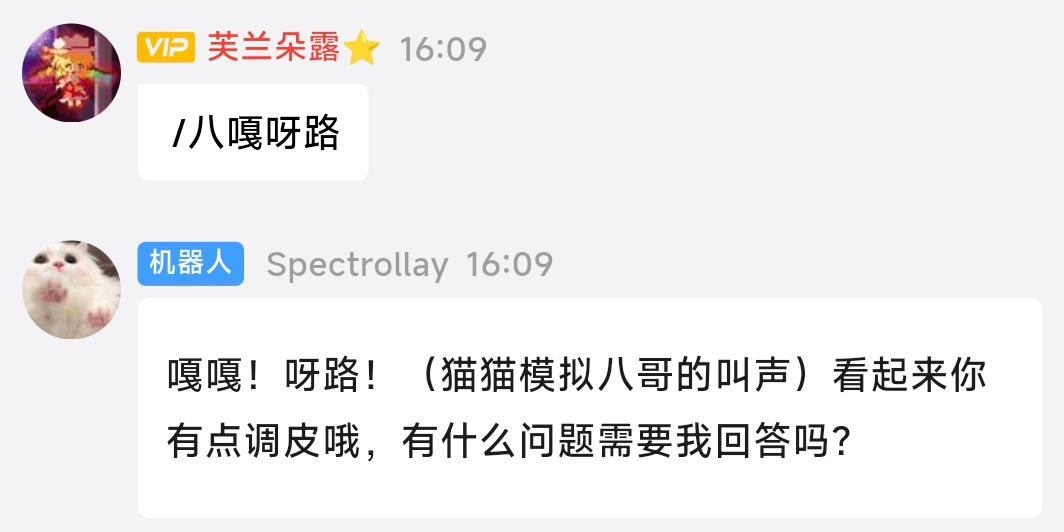 VIP 芙兰朵露⭐ 16:09
/八嘎呀路
机器人 Spectrollay 16:09
嘎嘎！呀路！（猫猫模拟八哥的叫声）看起来你
有点调皮哦，有什么问题需要我回答吗？